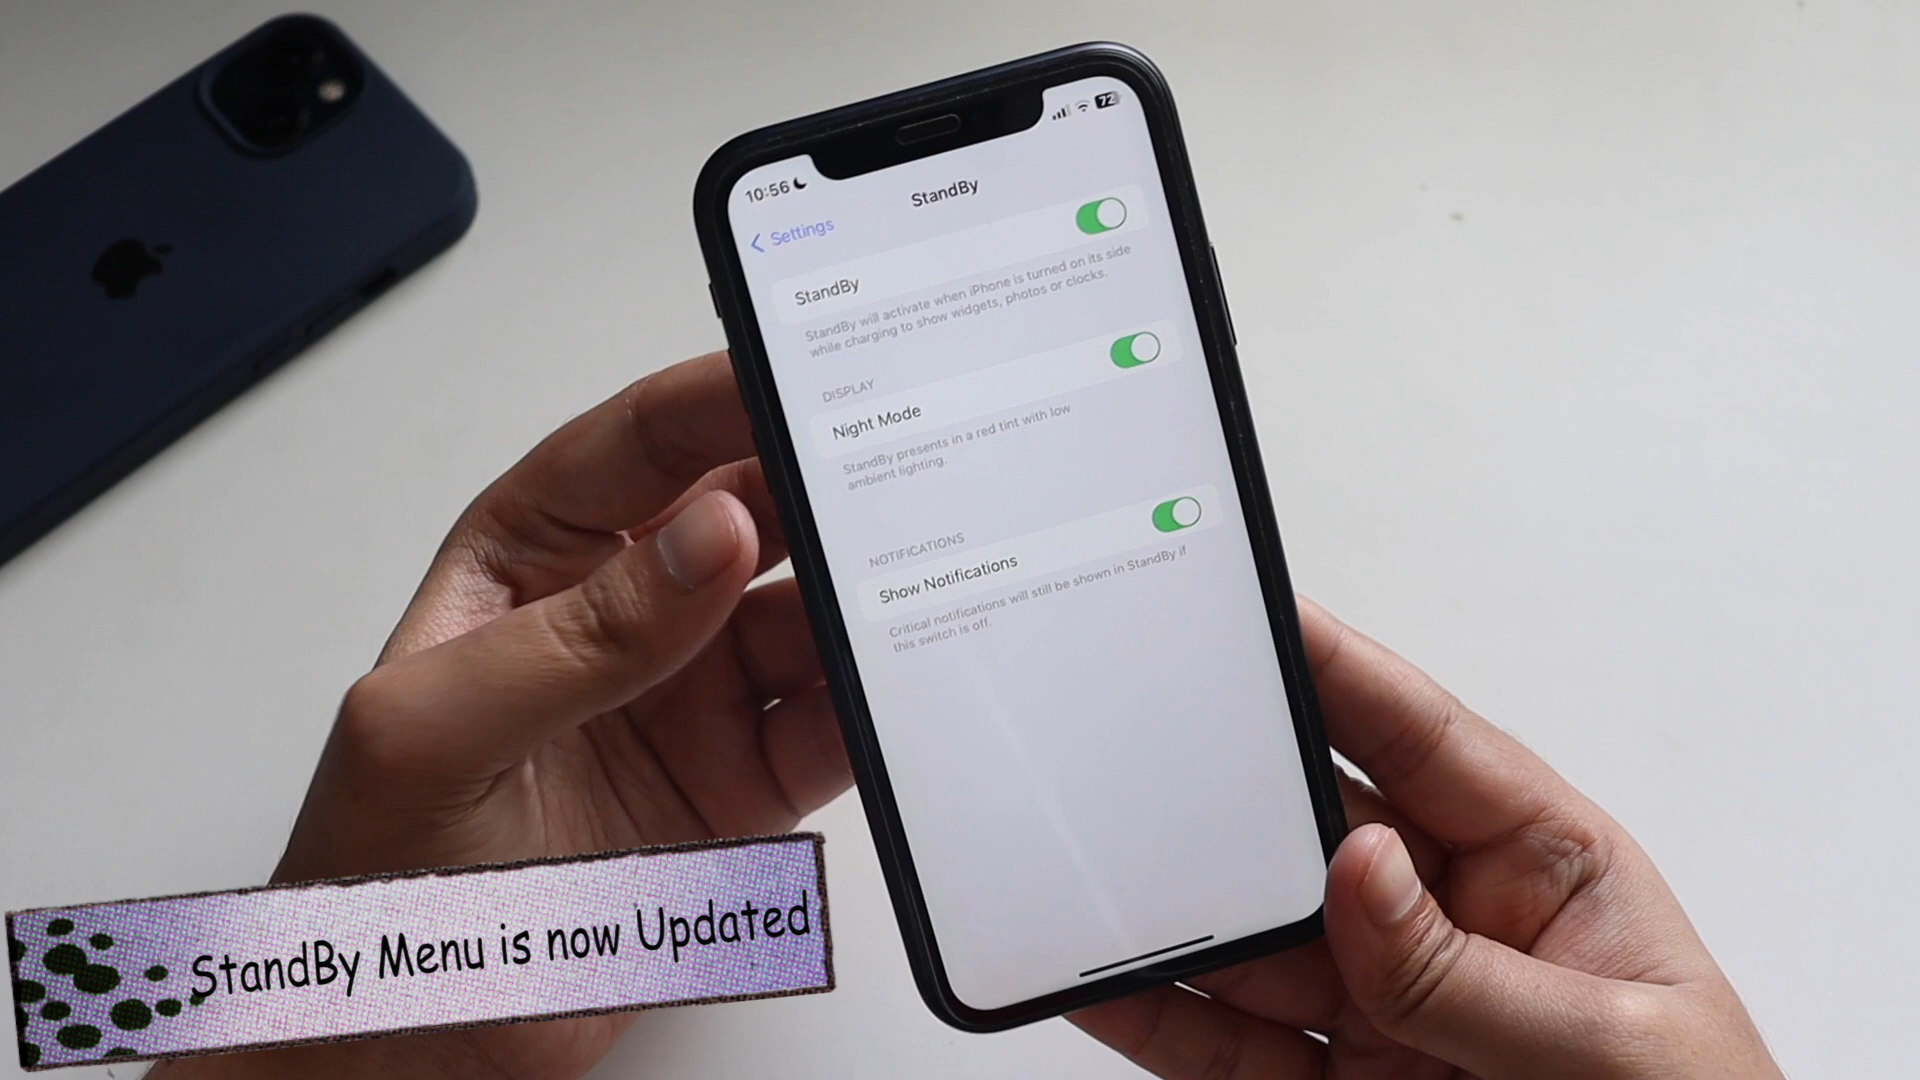 10:56
72
Settings
StandBy
StandBy
StandBy will activate when iPhone is turned on its side
while charging to show widgets, photos or clocks.
DISPLAY
Night Mode
StandBy presents in a red tint with low
ambient lighting.
NOTIFICATIONS
Show Notifications
Critical notifications will still be shown in StandBy if
this switch is off.
StandBy Menu is now Updated